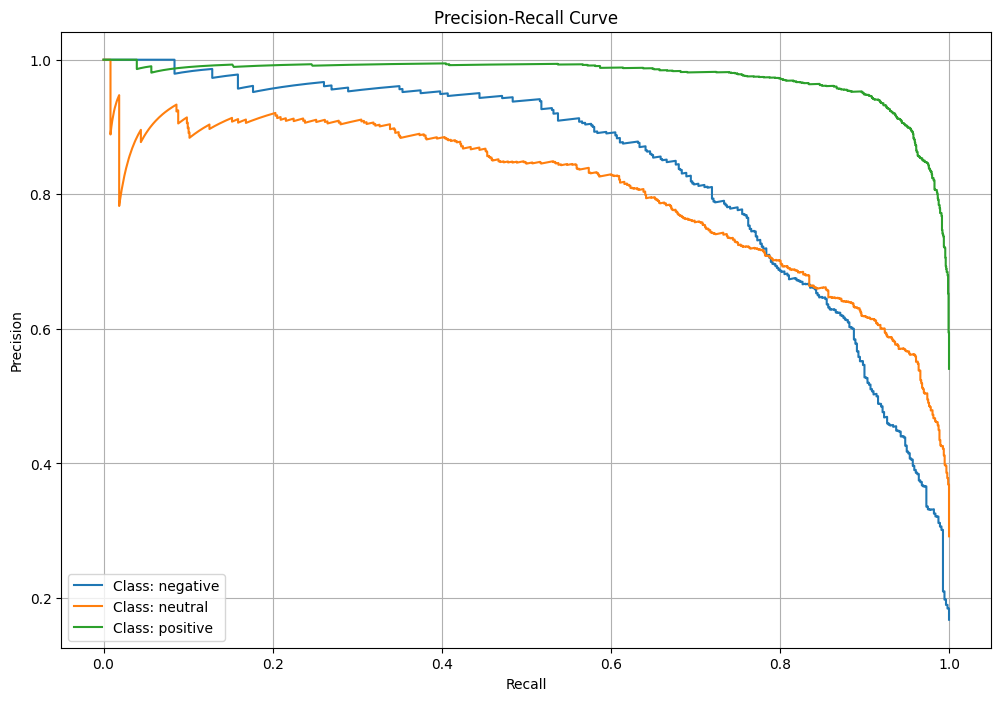 Precision-Recall Curve
1.0
0.8
0.6
0.4
0.2
Precision
Class: negative
Class: neutral
Class: positive
0.0 0.2 0.4 0.6 0.8 1.0
Recall